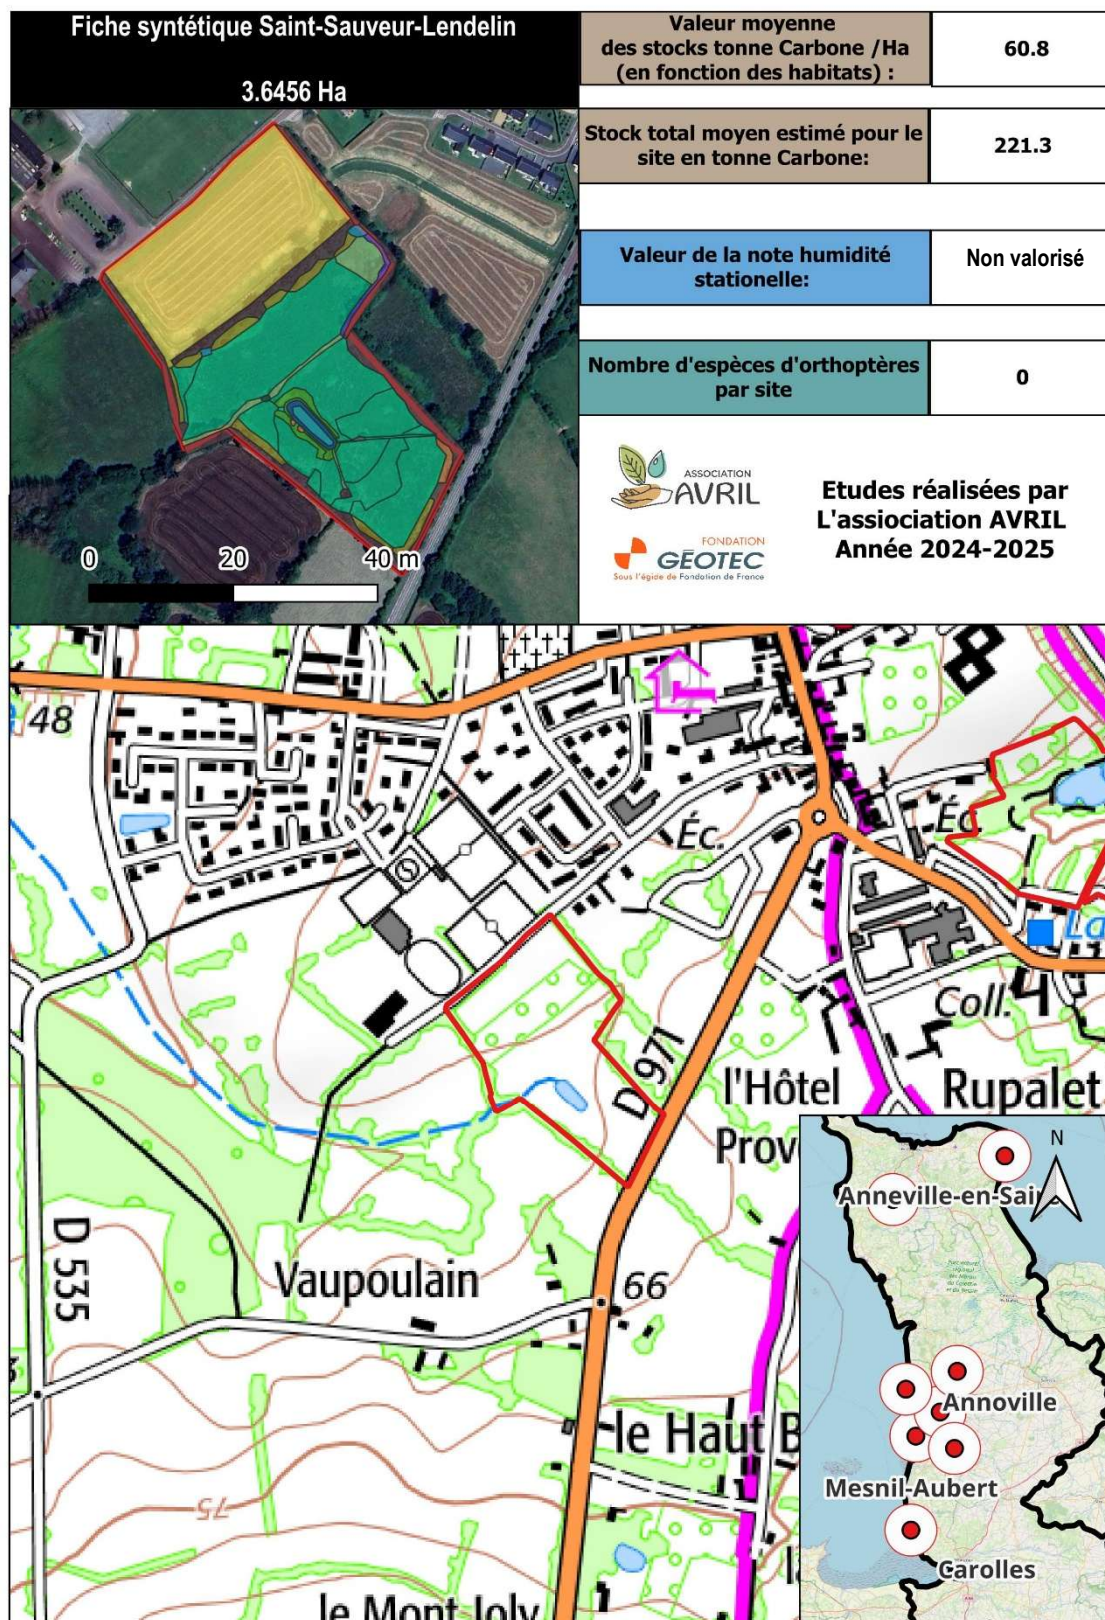 Fiche syntétique Saint-Sauveur-Lendelin
3.6456 Ha
Valeur moyenne
des stocks tonne Carbone /Ha
(en fonction des habitats) :
60.8
Stock total moyen estimé pour le
site en tonne Carbone:
221.3
Valeur de la note humidité
stationelle:
Non valorisé
Nombre d'espèces d'orthoptères
par site
0
ASSOCIATION
AVRIL
FONDATION
GÉOTEC
Sous l'égide de Fondation de France
Etudes réalisées par
L'assiociation AVRIL
Année 2024-2025
0 20 40 m
48
Éc.
Éc.
La
Coll.
D 971
l'Hôtel
Prov
Rupalet
D 535
Vaupoulain
66
le Haut B
75
le Mont Joly
N
Anneville-en-Saire
Annoville
Mesnil-Aubert
Carolles